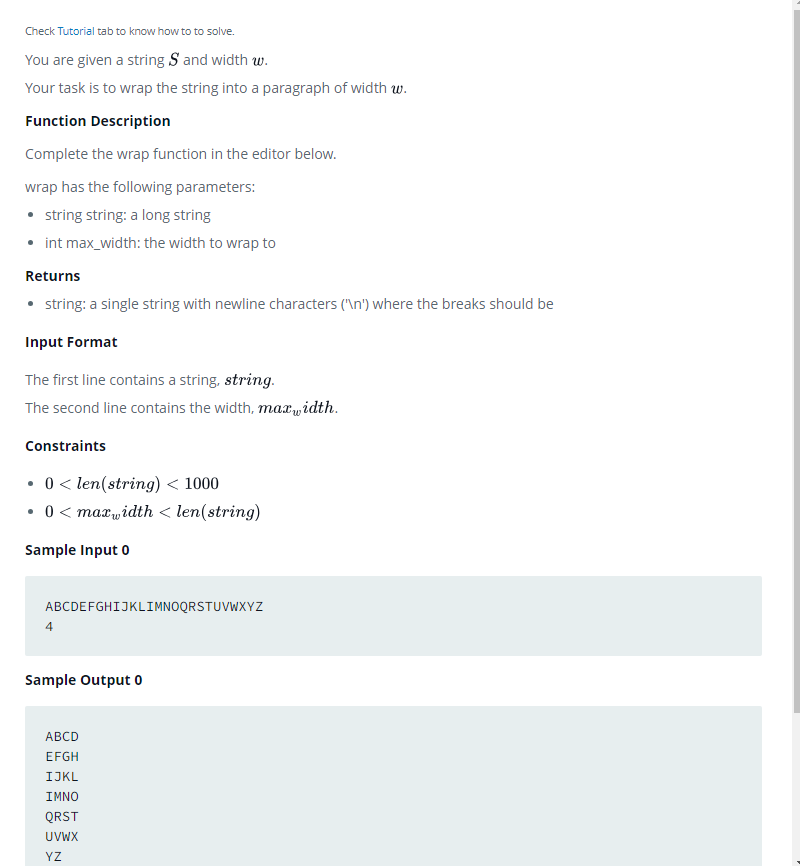 Check Tutorial tab to know how to to solve.
You are given a string S and width w.
Your task is to wrap the string into a paragraph of width w.
Function Description
Complete the wrap function in the editor below.
wrap has the following parameters:
• string string: a long string
• int max_width: the width to wrap to
Returns
• string: a single string with newline characters ('\n') where the breaks should be
Input Format
The first line contains a string, string.
The second line contains the width, max_width.
Constraints
• 0 < len(string) < 1000
• 0 < max_width < len(string)
Sample Input 0
ABCDEFGHIJKLIMNOQRSTUVWXYZ
4
Sample Output 0
ABCD
EFGH
IJKL
IMNO
QRST
UVWX
YZ